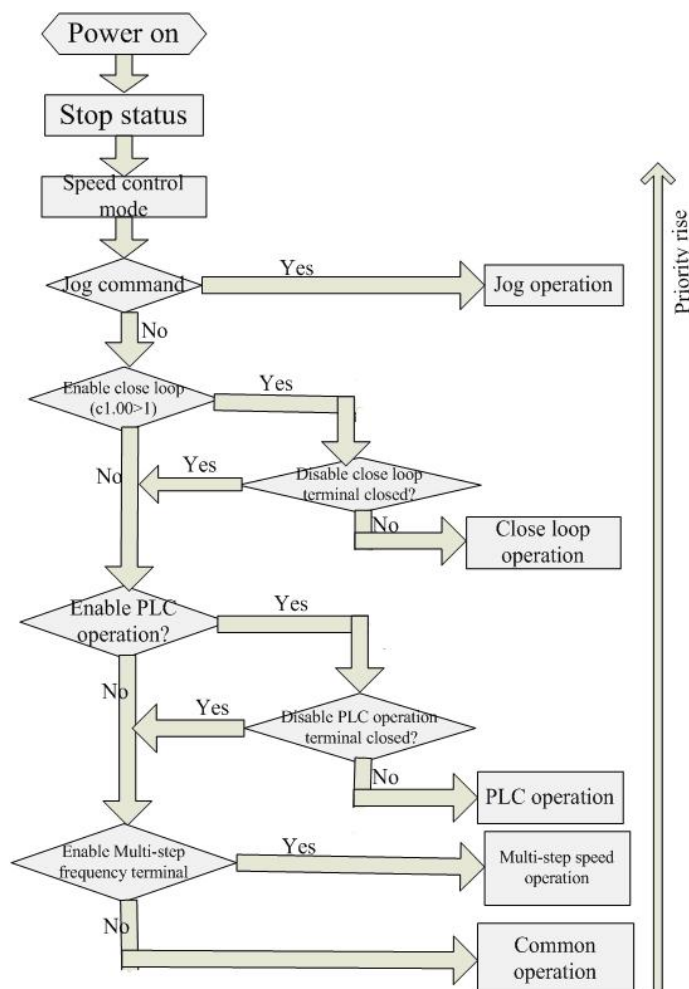 Power on
Stop status
Speed control
mode
Jog command
Yes
Jog operation
No
Priority rise
Enable close loop
(c1.00>1)
Yes
No
Yes
Disable close loop
terminal closed?
No
Close loop
operation
Enable PLC
operation?
Yes
No
Yes
Disable PLC operation
terminal closed?
No
PLC operation
Enable Multi-step
frequency terminal
Yes
Multi-step speed
operation
No
Common
operation